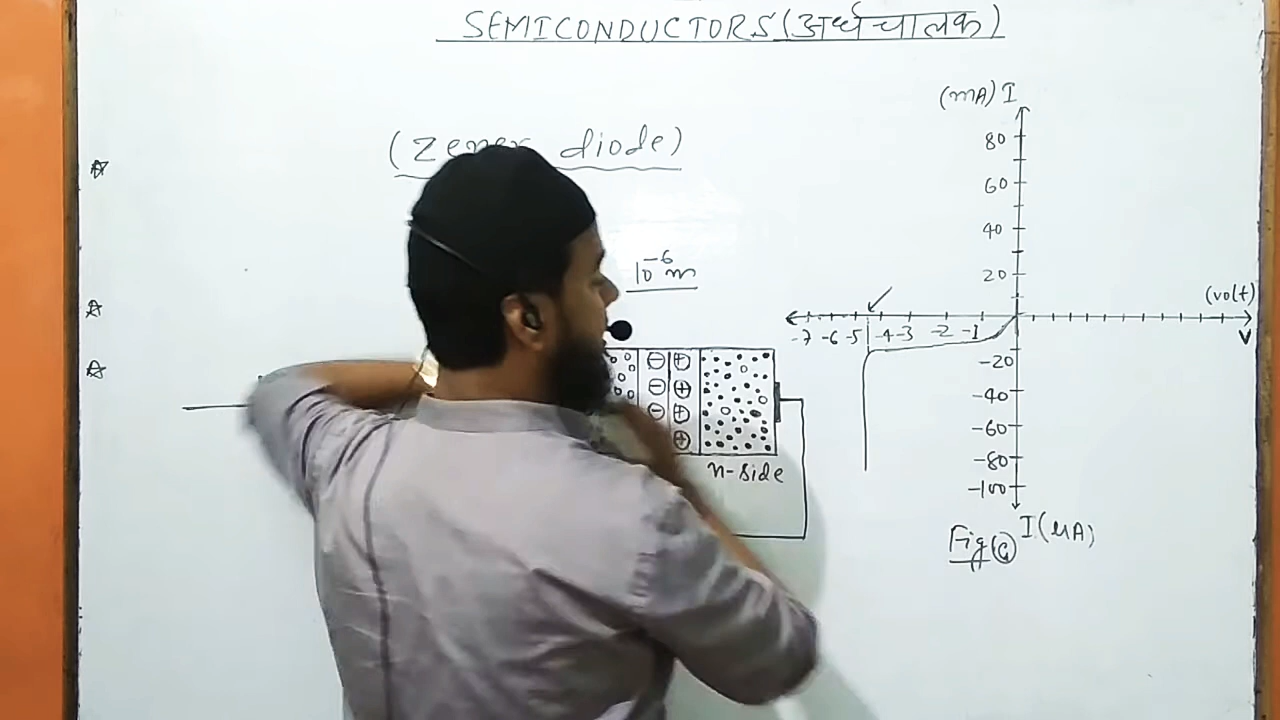 SEMICONDUCTORS (अर्धचालक)
(Zener diode)
10⁻⁶ m
n-side
(mA) I
80
60
40
20
(volt)
V
-7 -6 -5 -4 -3 -2 -1
-20
-40
-60
-80
-100
I (μA)
Fig